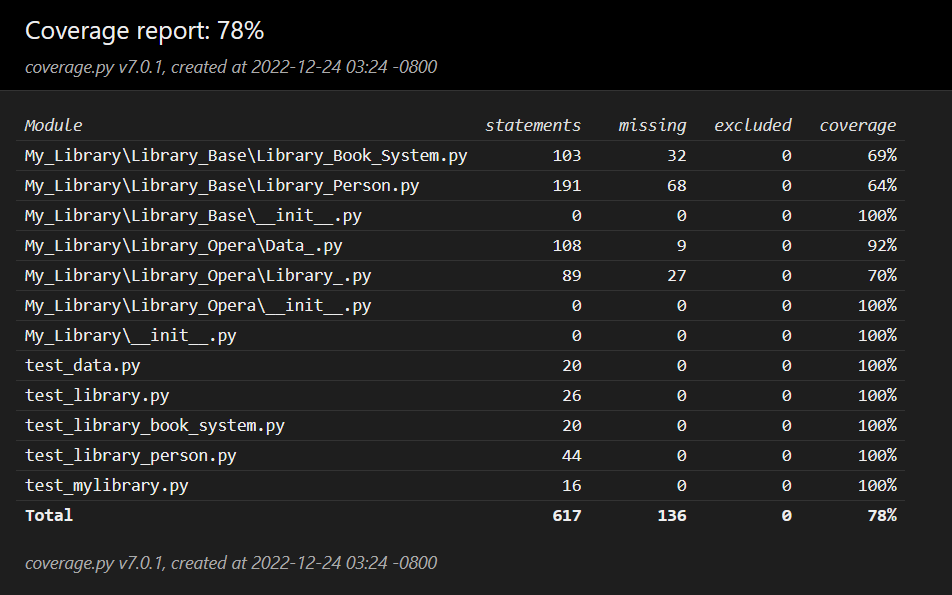 Coverage report: 78%
coverage.py v7.0.1, created at 2022-12-24 03:24 -0800
Module statements missing excluded coverage
My_Library\Library_Base\Library_Book_System.py 103 32 0 69%
My_Library\Library_Base\Library_Person.py 191 68 0 64%
My_Library\Library_Base\__init__.py 0 0 0 100%
My_Library\Library_Opera\Data_.py 108 9 0 92%
My_Library\Library_Opera\Library_.py 89 27 0 70%
My_Library\Library_Opera\__init__.py 0 0 0 100%
My_Library\__init__.py 0 0 0 100%
test_data.py 20 0 0 100%
test_library.py 26 0 0 100%
test_library_book_system.py 20 0 0 100%
test_library_person.py 44 0 0 100%
test_mylibrary.py 16 0 0 100%
Total 617 136 0 78%
coverage.py v7.0.1, created at 2022-12-24 03:24 -0800